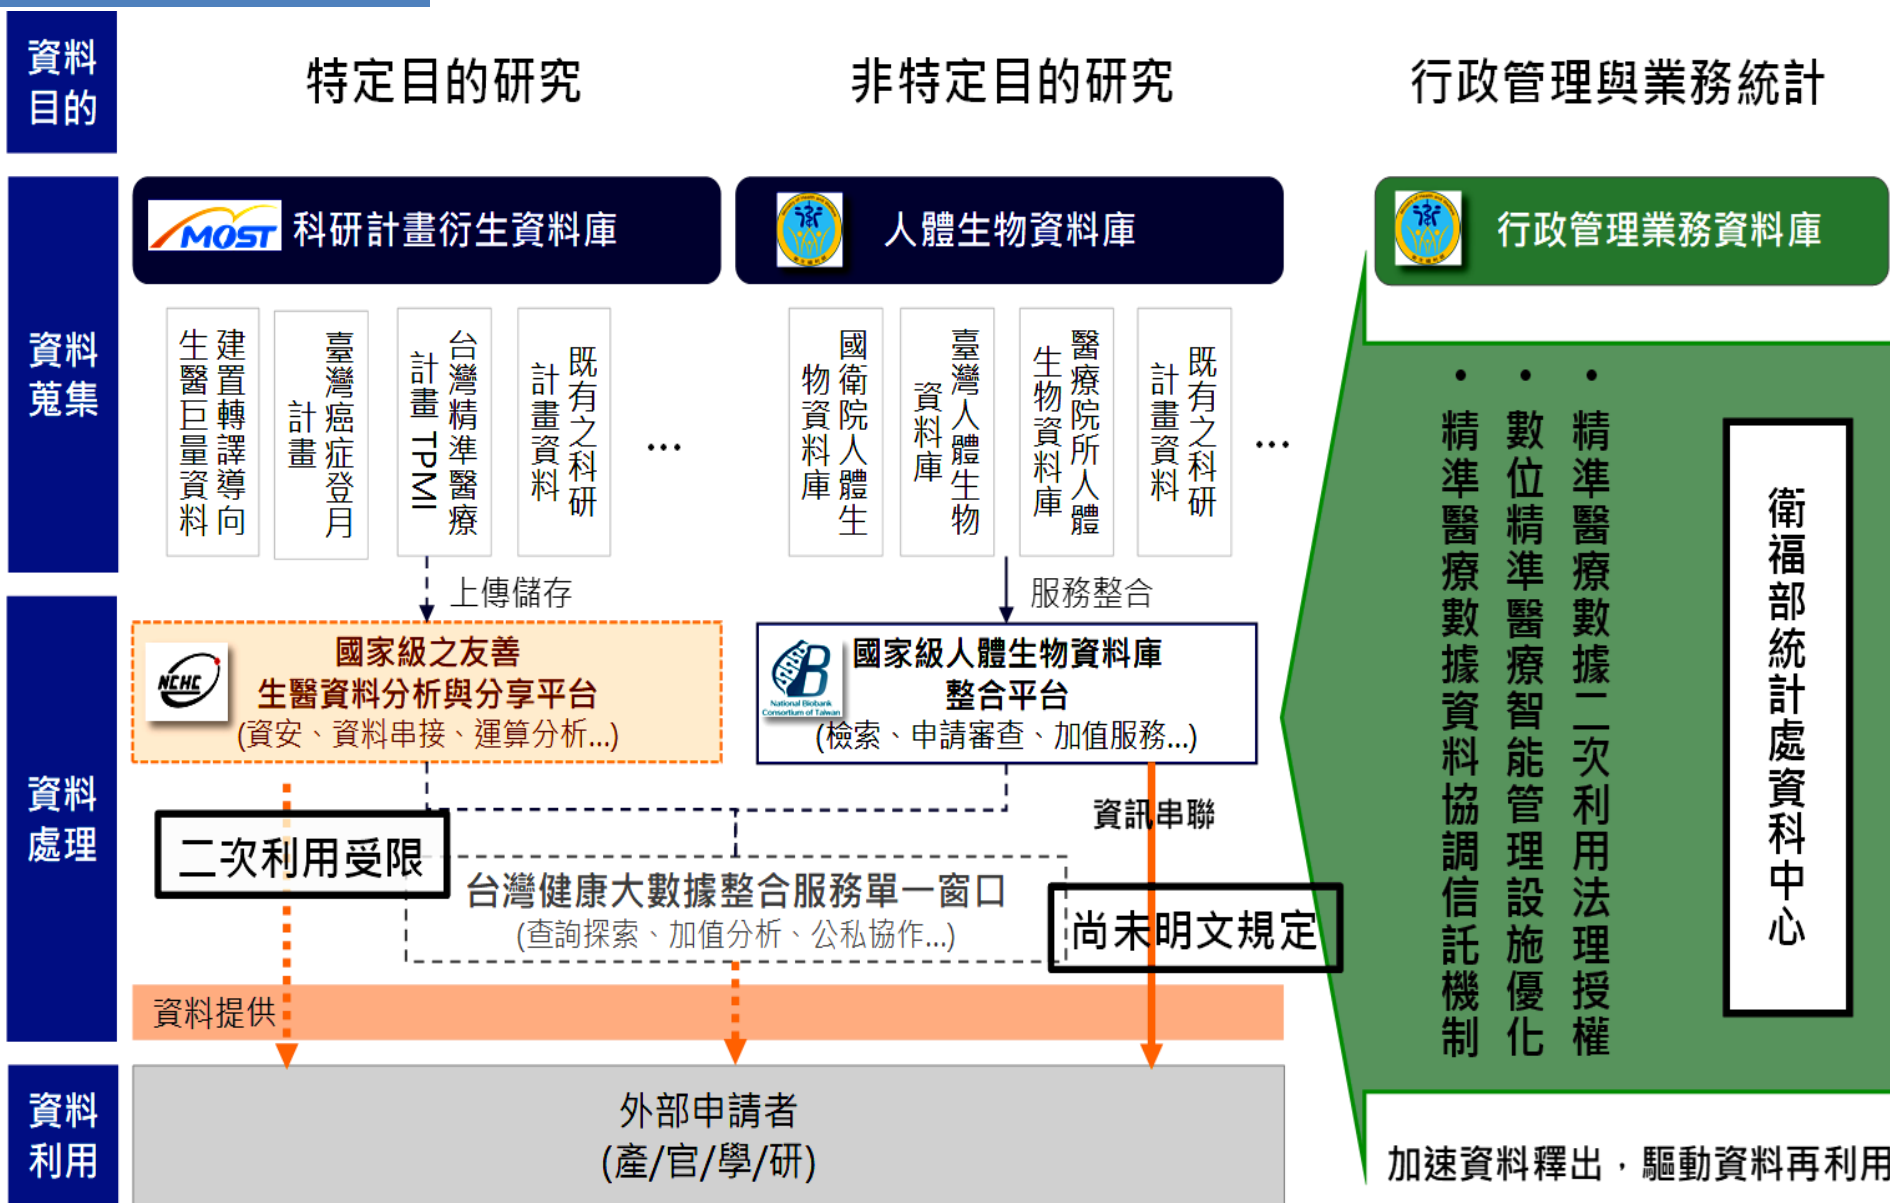 資料
目的
特定目的研究
非特定目的研究
行政管理與業務統計
資料
蒐集
MOST
科研計畫衍生資料庫
人體生物資料庫
行政管理業務資料庫
建置轉譯導向
生醫巨量資料
臺灣癌症登月
計畫
台灣精準醫療
計畫 TPMI
既有之科研
計畫資料
...
國衛院人體生
物資料庫
臺灣人體生物
資料庫
醫療院所人體
生物資料庫
既有之科研
計畫資料
...
上傳儲存
服務整合
資料
處理
NCHC
國家級之友善
生醫資料分析與分享平台
(資安、資料串接、運算分析...)
B
National Biobank
Consortium of Taiwan
國家級人體生物資料庫
整合平台
(檢索、申請審查、加值服務...)
資訊串聯
二次利用受限
台灣健康大數據整合服務單一窗口
(查詢探索、加值分析、公私協作...)
尚未明文規定
資料提供
• 精準醫療數據二次利用法理授權
• 數位精準醫療智能管理設施優化
• 精準醫療數據資料協調信託機制
衛福部統計處資科中心
資料
利用
外部申請者
(產/官/學/研)
加速資料釋出，驅動資料再利用